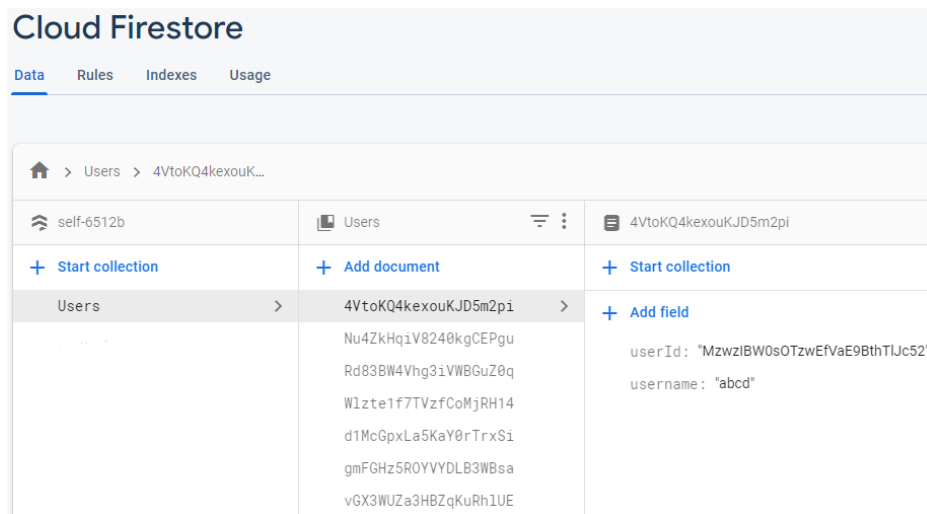 Cloud Firestore
Data Rules Indexes Usage
Users 4VtoKQ4kexouK...
self-6512b Users 4VtoKQ4kexouKJD5m2pi
Start collection Add document Start collection
Users 4VtoKQ4kexouKJD5m2pi Add field
Nu4ZkHqiV8240kgCEPgu
userId: "MzwzIBW0sOTzwEfVaE9BthTlJc52"
Rd83BW4Vhg3iVWBGuZ0q
username: "abcd"
Wlzte1f7TVzfCoMjRH14
d1McGpxLa5KaY0rTrxSi
gmFGHz5ROYVYDLB3WBsa
vGX3WUZa3HBZqKuRhlUE